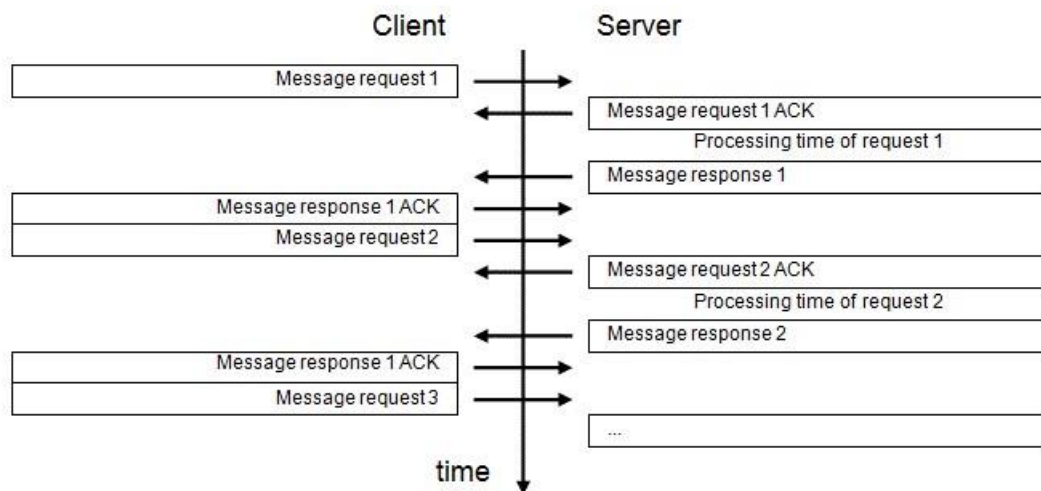 Client Server
Message request 1
Message request 1 ACK
Processing time of request 1
Message response 1
Message response 1 ACK
Message request 2
Message request 2 ACK
Processing time of request 2
Message response 2
Message response 1 ACK
Message request 3
...
time